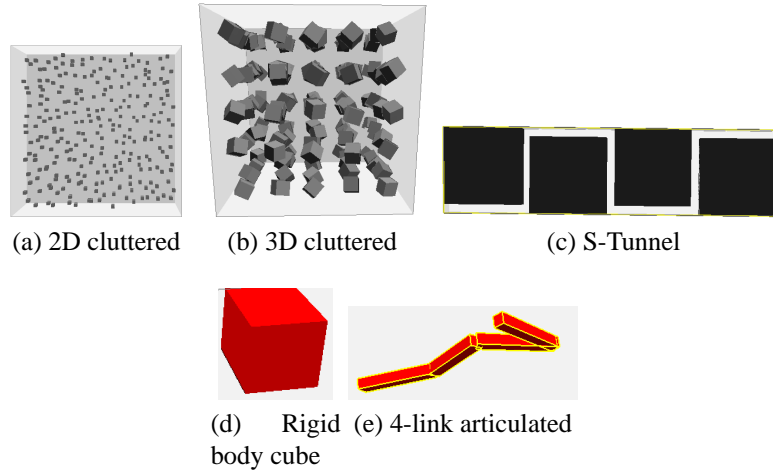 (a) 2D cluttered
(b) 3D cluttered
(c) S-Tunnel
(d) Rigid
body cube
(e) 4-link articulated